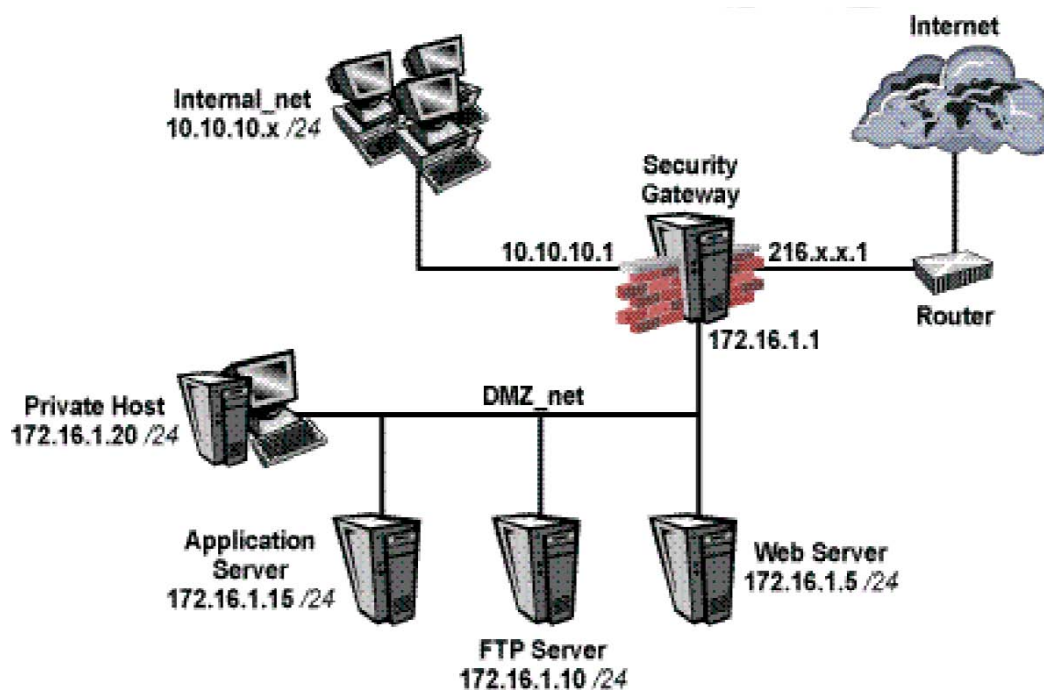 Internet
Internal_net
10.10.10.x /24
Security
Gateway
10.10.10.1
216.x.x.1
Router
172.16.1.1
DMZ_net
Private Host
172.16.1.20 /24
Application
Server
172.16.1.15 /24
Web Server
172.16.1.5 /24
FTP Server
172.16.1.10 /24